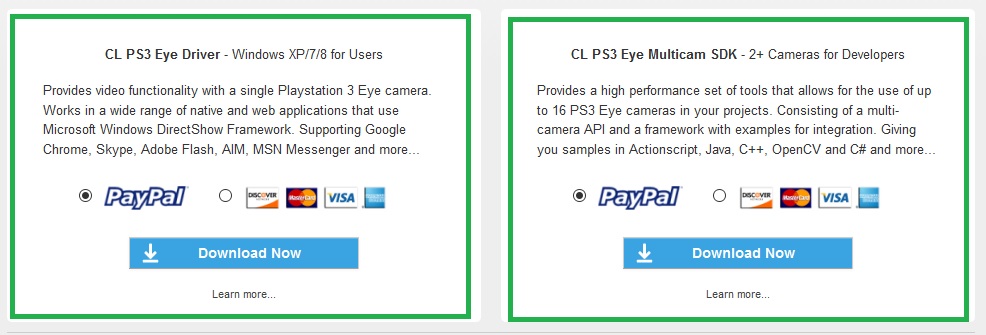 CL PS3 Eye Driver - Windows XP/7/8 for Users
Provides video functionality with a single Playstation 3 Eye camera.
Works in a wide range of native and web applications that use
Microsoft Windows DirectShow Framework. Supporting Google
Chrome, Skype, Adobe Flash, AIM, MSN Messenger and more...
PayPal DISCOVER MasterCard VISA AMERICAN EXPRESS
Download Now
Learn more...
CL PS3 Eye Multicam SDK - 2+ Cameras for Developers
Provides a high performance set of tools that allows for the use of up
to 16 PS3 Eye cameras in your projects. Consisting of a multi-
camera API and a framework with examples for integration. Giving
you samples in Actionscript, Java, C++, OpenCV and C# and more...
PayPal DISCOVER MasterCard VISA AMERICAN EXPRESS
Download Now
Learn more...